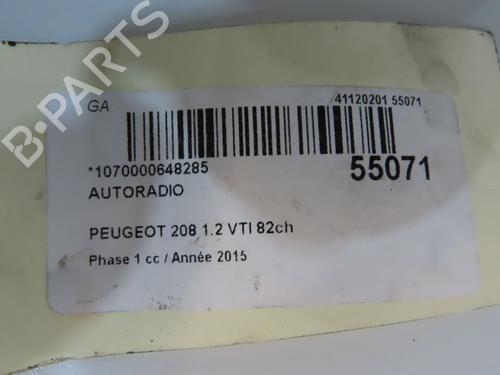 GA
41120201 55071
*1070000648285
55071
AUTORADIO
PEUGEOT 208 1.2 VTI 82ch
Phase 1 cc / Année 2015
B-PARTS